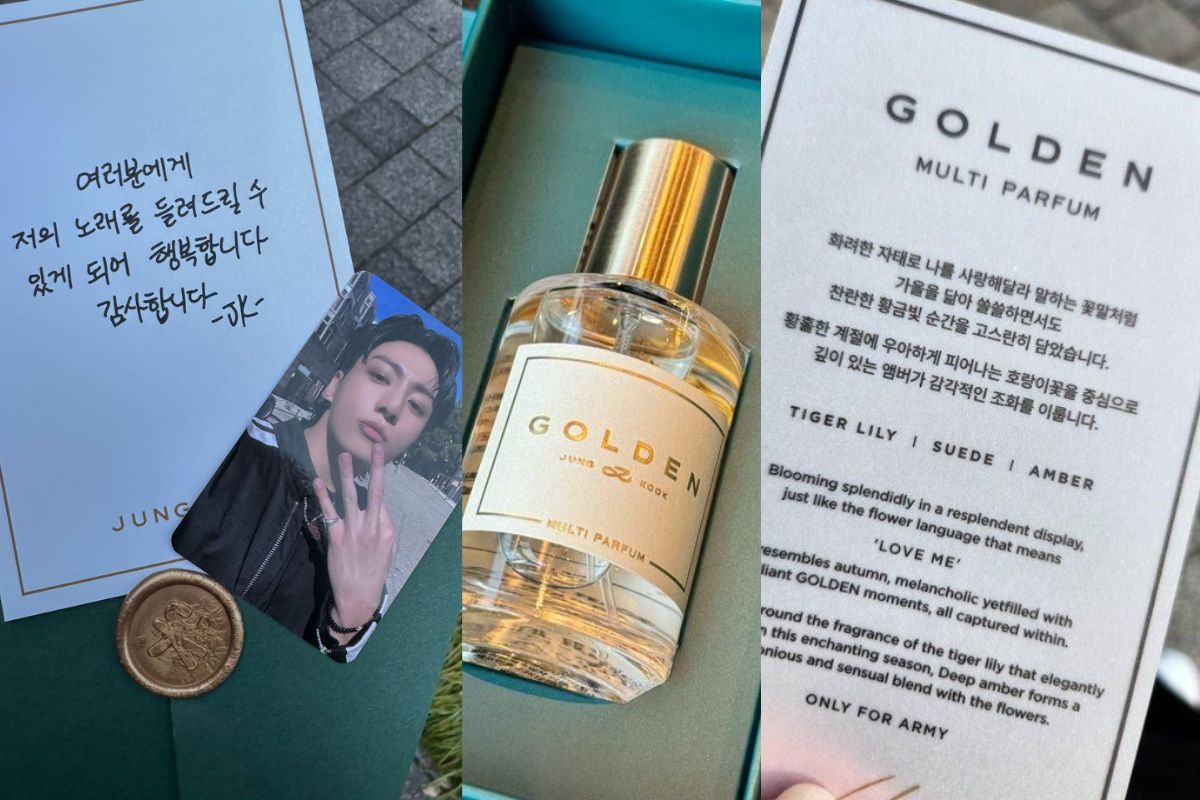 여러분에게
저의 노래를 들려드릴 수
있게 되어 행복합니다
감사합니다
-JK-
JUNG
GOLDEN
JUNG KOOK
MULTI PARFUM
GOLDEN
MULTI PARFUM
화려한 자태로 나를 사랑해달라 말하는 꽃말처럼
가을을 닮아 쓸쓸하면서도
찬란한 황금빛 순간을 고스란히 담았습니다.
황홀한 계절에 우아하게 피어나는 호랑이꽃을 중심으로
깊이 있는 앰버가 감각적인 조화를 이룹니다.
TIGER LILY | SUEDE | AMBER
Blooming splendidly in a resplendent display,
just like the flower language that means
'LOVE ME'
resembles autumn, melancholic yetfilled with
liant GOLDEN moments, all captured within.
round the fragrance of the tiger lily that elegantly
n this enchanting season, Deep amber forms a
onious and sensual blend with the flowers.
ONLY FOR ARMY